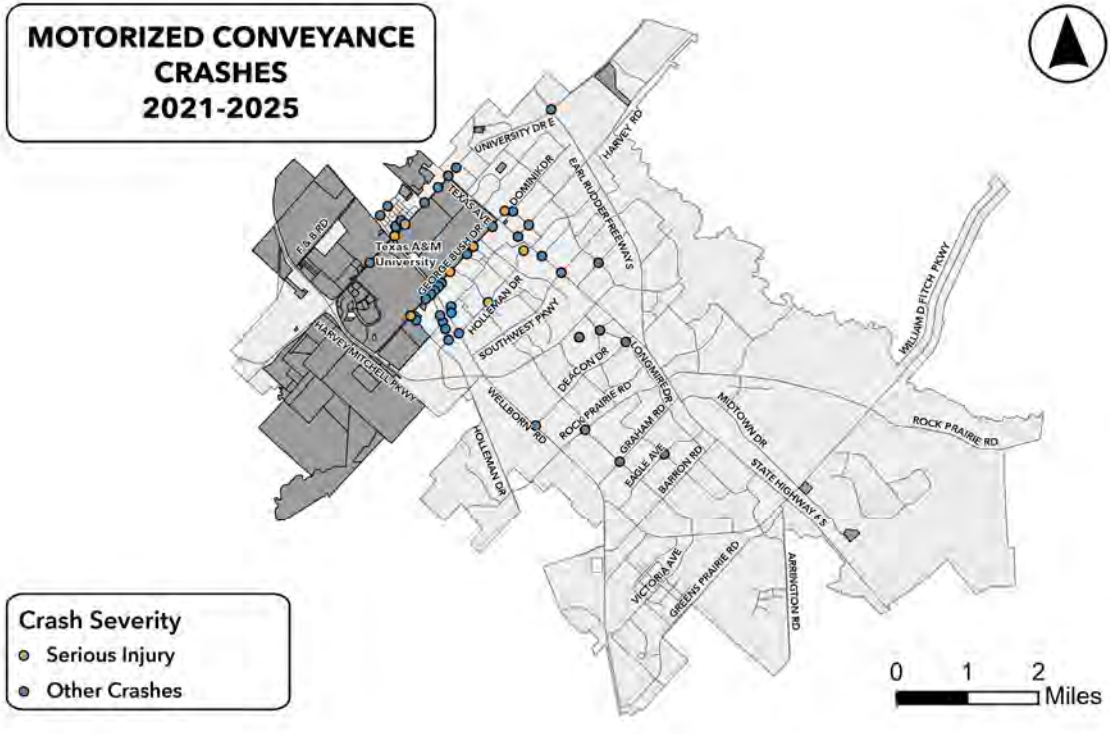 MOTORIZED CONVEYANCE
CRASHES
2021-2025
UNIVERSITY DR E
HARVEY RD
DOMINIK DR
EARL RUDDER FREEWAY S
TEXAS AVE
F & B RD
Texas A&M
University
GEORGE BUSH DR E
WILLIAM D FITCH PKWY
HOLLEMAN DR
SOUTHWEST PKWY
HARVEY MITCHELL PKWY
DEACON DR
LONGMIRE DR
WELLBORN RD
ROCK PRAIRIE RD
MIDTOWN DR
GRAHAM RD
ROCK PRAIRIE RD
HOLLEMAN DR
EAGLE AVE
BARRON RD
STATE HIGHWAY 6 S
VICTORIA AVE
GREENS PRAIRIE RD
ARRINGTON RD
Crash Severity
Serious Injury
Other Crashes
0 1 2
Miles